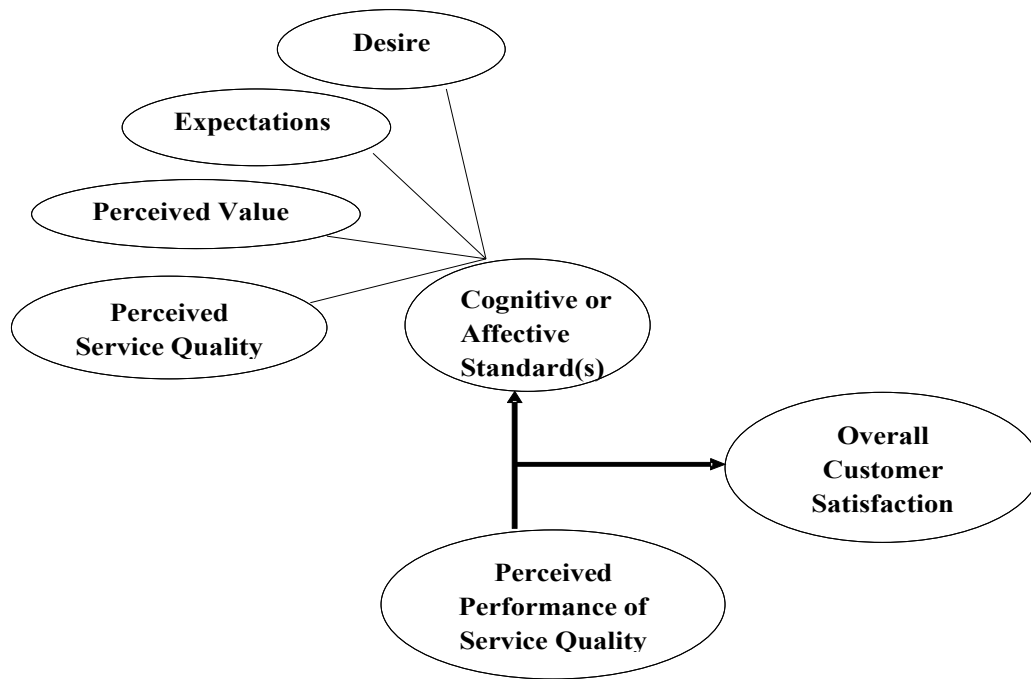 Desire
Expectations
Perceived Value
Perceived
Service Quality
Cognitive or
Affective
Standard(s)
Overall
Customer
Satisfaction
Perceived
Performance of
Service Quality